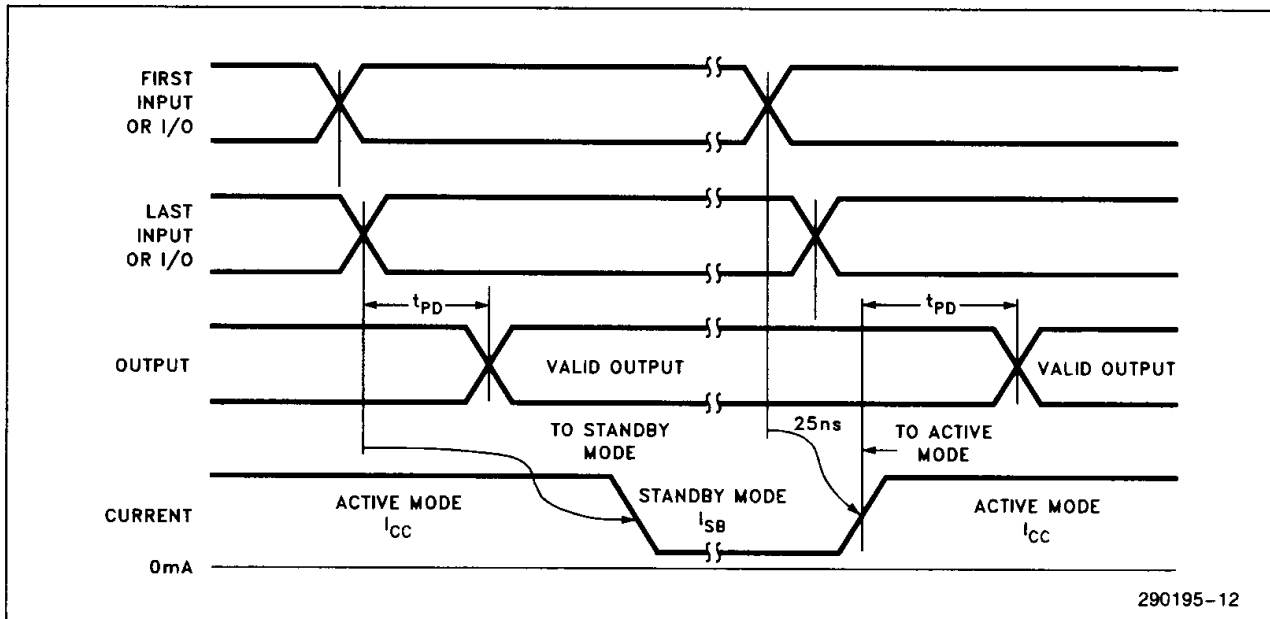 FIRST
INPUT
OR I/O
LAST
INPUT
OR I/O
tPD
tPD
OUTPUT
VALID OUTPUT
VALID OUTPUT
TO STANDBY
MODE
25ns
TO ACTIVE
MODE
CURRENT
ACTIVE MODE
ICC
STANDBY MODE
ISB
ACTIVE MODE
ICC
0mA
290195-12